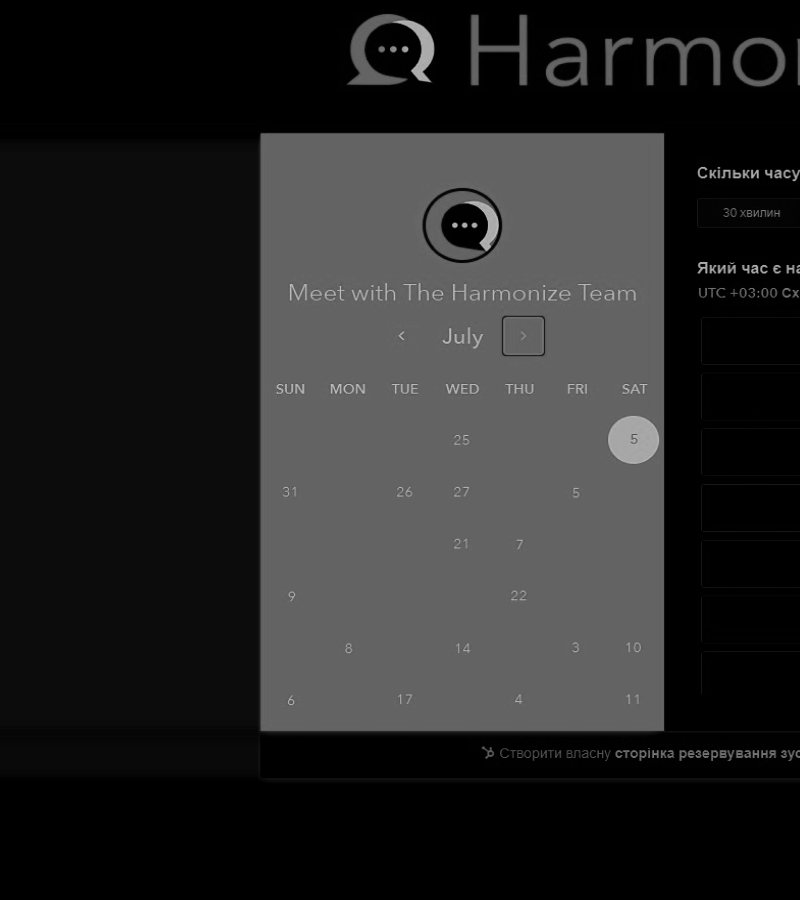 Harmon
Meet with The Harmonize Team
July
SUN MON TUE WED THU FRI SAT
25 5
31 26 27 5
21 7
9 22
8 14 3 10
6 17 4 11
Скільки часу
30 хвилин
Який час є на
UTC +03:00 Сх
Створити власну сторінка резервування зус